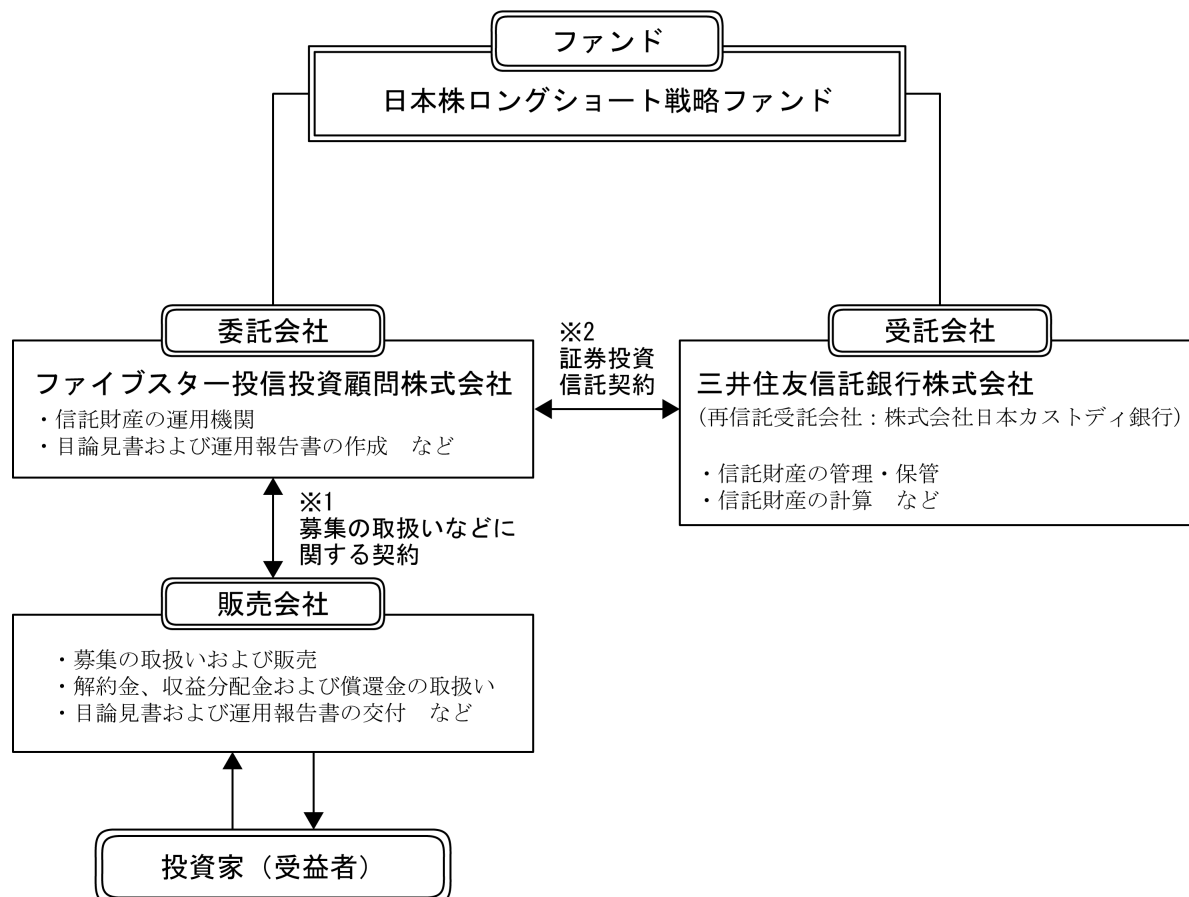 ファンド
日本株ロングショート戦略ファンド
委託会社
ファイブスター投信投資顧問株式会社
・信託財産の運用機関
・目論見書および運用報告書の作成　など
※2
証券投資
信託契約
受託会社
三井住友信託銀行株式会社
(再信託受託会社：株式会社日本カストディ銀行)
・信託財産の管理・保管
・信託財産の計算　など
※1
募集の取扱いなどに
関する契約
販売会社
・募集の取扱いおよび販売
・解約金、収益分配金および償還金の取扱い
・目論見書および運用報告書の交付　など
投資家（受益者）